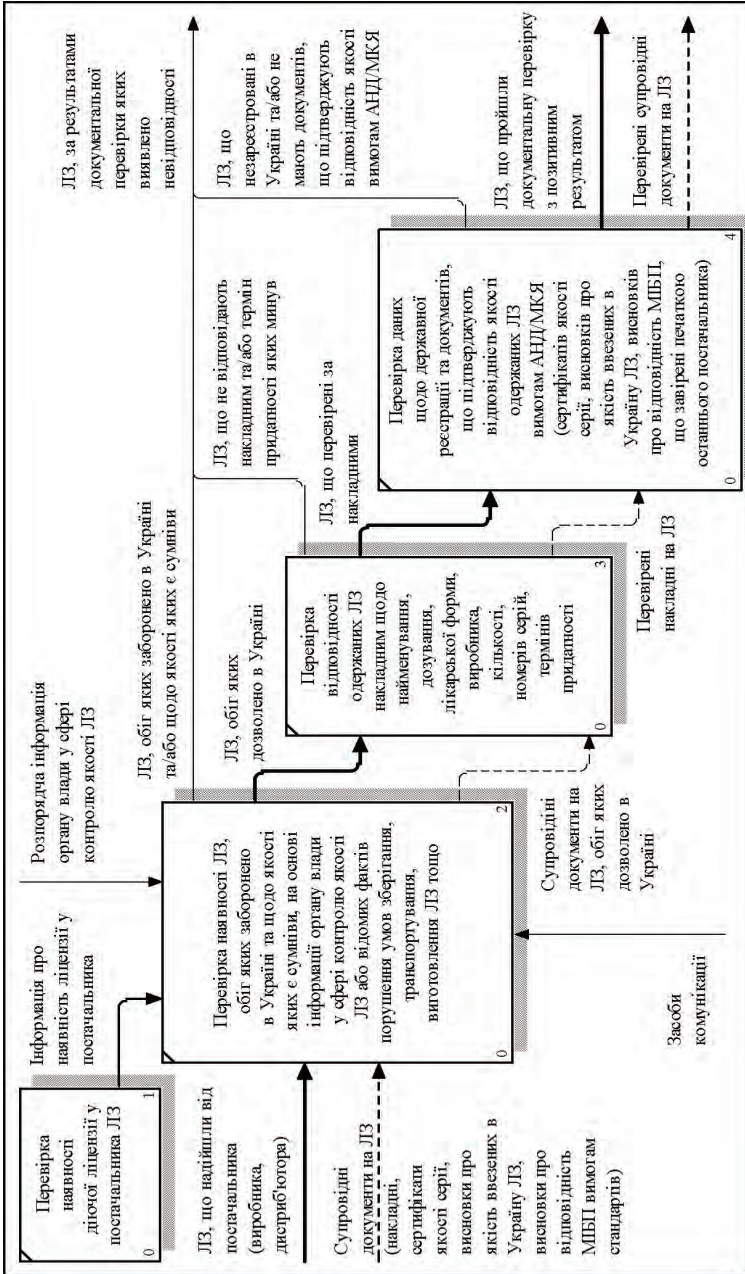 Перевірка
наявності
діючої ліцензії у
постачальника ЛЗ
0
1
Інформація про
наявність ліцензії у
постачальника
Розпорядча інформація
органу влади у сфері
контролю якості ЛЗ
ЛЗ, що надійшли від
постачальника
(виробника,
дистриб'ютора)
Супровідні
документи на ЛЗ
(накладні,
сертифікати
якості серії,
висновки про
якість ввезених в
Україну ЛЗ,
висновки про
відповідність
МІБП вимогам
стандартів)
Перевірка наявності ЛЗ,
обіг яких заборонено
в Україні та щодо якості
яких є сумніви, на основі
інформації органу влади
у сфері контролю якості
ЛЗ або відомих фактів
порушення умов зберігання,
транспортування,
виготовлення ЛЗ тощо
0
2
Засоби
комунікації
ЛЗ, обіг яких заборонено в Україні
та/або щодо якості яких є сумніви
ЛЗ, обіг яких
дозволено в Україні
Супровідіні
документи на
ЛЗ, обіг яких
дозволено в
Україні
Перевірка
відповідності
одержаних ЛЗ
накладним щодо
найменування,
дозування,
лікарської форми,
виробника,
кількості,
номерів серій,
термінів
придатності
0
3
ЛЗ, що не відповідають
накладним та/або термін
придатності яких минув
ЛЗ, що перевірені за
накладними
Перевірені
накладні на ЛЗ
Перевірка даних
щодо державної
реєстрації та документів,
що підтверджують
відповідність якості
одержаних ЛЗ
вимогам АНД/МКЯ
(сертифікатів якості
серії, висновків про
якість ввезених в
Україну ЛЗ, висновків
про відповідність МІБП,
що завірені печаткою
останнього постачальника)
0
4
ЛЗ, за результатами
документальної
перевірки яких
виявлено
невідповідності
ЛЗ, що
незареєстровані в
Україні та/або не
мають документів,
що підтверджують
відповідність якості
вимогам АНД/МКЯ
ЛЗ, що пройшли
документальну перевірку
з позитивним
результатом
Перевірені супровідні
документи на ЛЗ